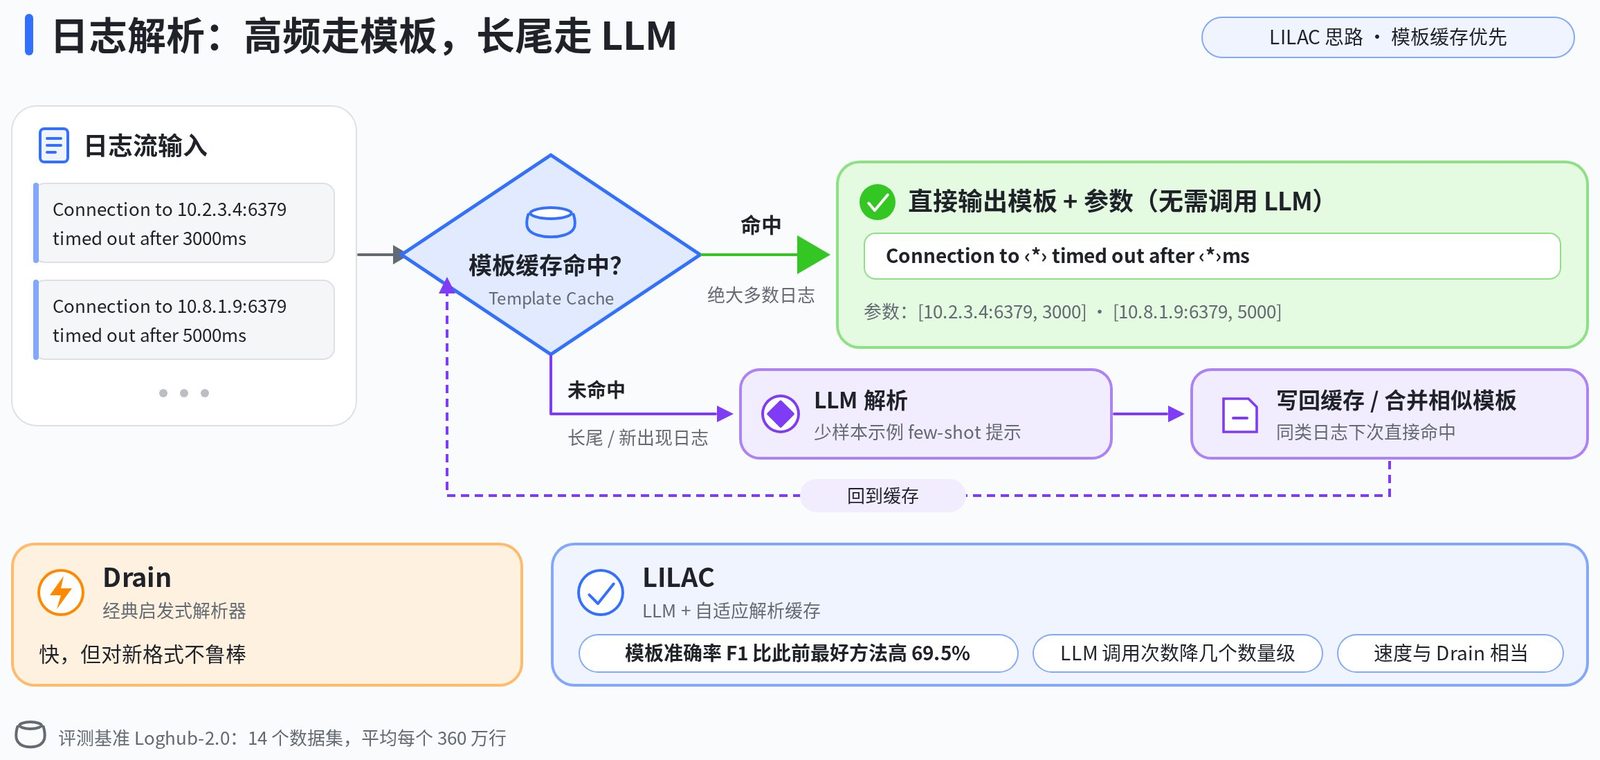 日志解析：高频走模板，长尾走 LLM
LILAC 思路 · 模板缓存优先
日志流输入
Connection to 10.2.3.4:6379
timed out after 3000ms
Connection to 10.8.1.9:6379
timed out after 5000ms
模板缓存命中？
Template Cache
命中
绝大多数日志
直接输出模板 + 参数（无需调用 LLM）
Connection to ‹*› timed out after ‹*›ms
参数：[10.2.3.4:6379, 3000] · [10.8.1.9:6379, 5000]
未命中
长尾 / 新出现日志
LLM 解析
少样本示例 few-shot 提示
写回缓存 / 合并相似模板
同类日志下次直接命中
回到缓存
Drain
经典启发式解析器
快，但对新格式不鲁棒
LILAC
LLM + 自适应解析缓存
模板准确率 F1 比此前最好方法高 69.5%
LLM 调用次数降几个数量级
速度与 Drain 相当
评测基准 Loghub-2.0：14 个数据集，平均每个 360 万行